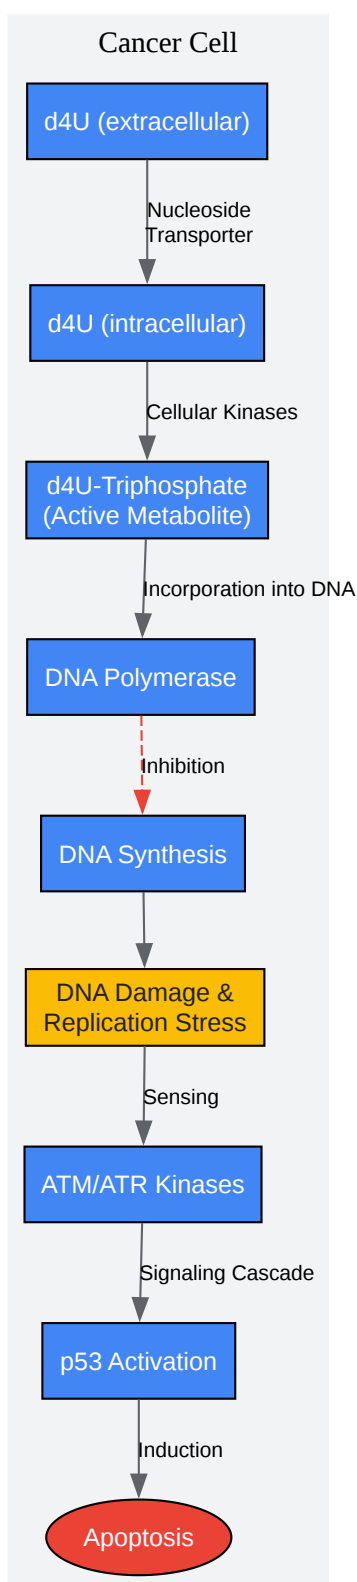 Cancer Cell
d4U (extracellular)
Nucleoside
Transporter
d4U (intracellular)
Cellular Kinases
d4U-Triphosphate
(Active Metabolite)
Incorporation into DNA
DNA Polymerase
Inhibition
DNA Synthesis
DNA Damage &
Replication Stress
Sensing
ATM/ATR Kinases
Signaling Cascade
p53 Activation
Induction
Apoptosis